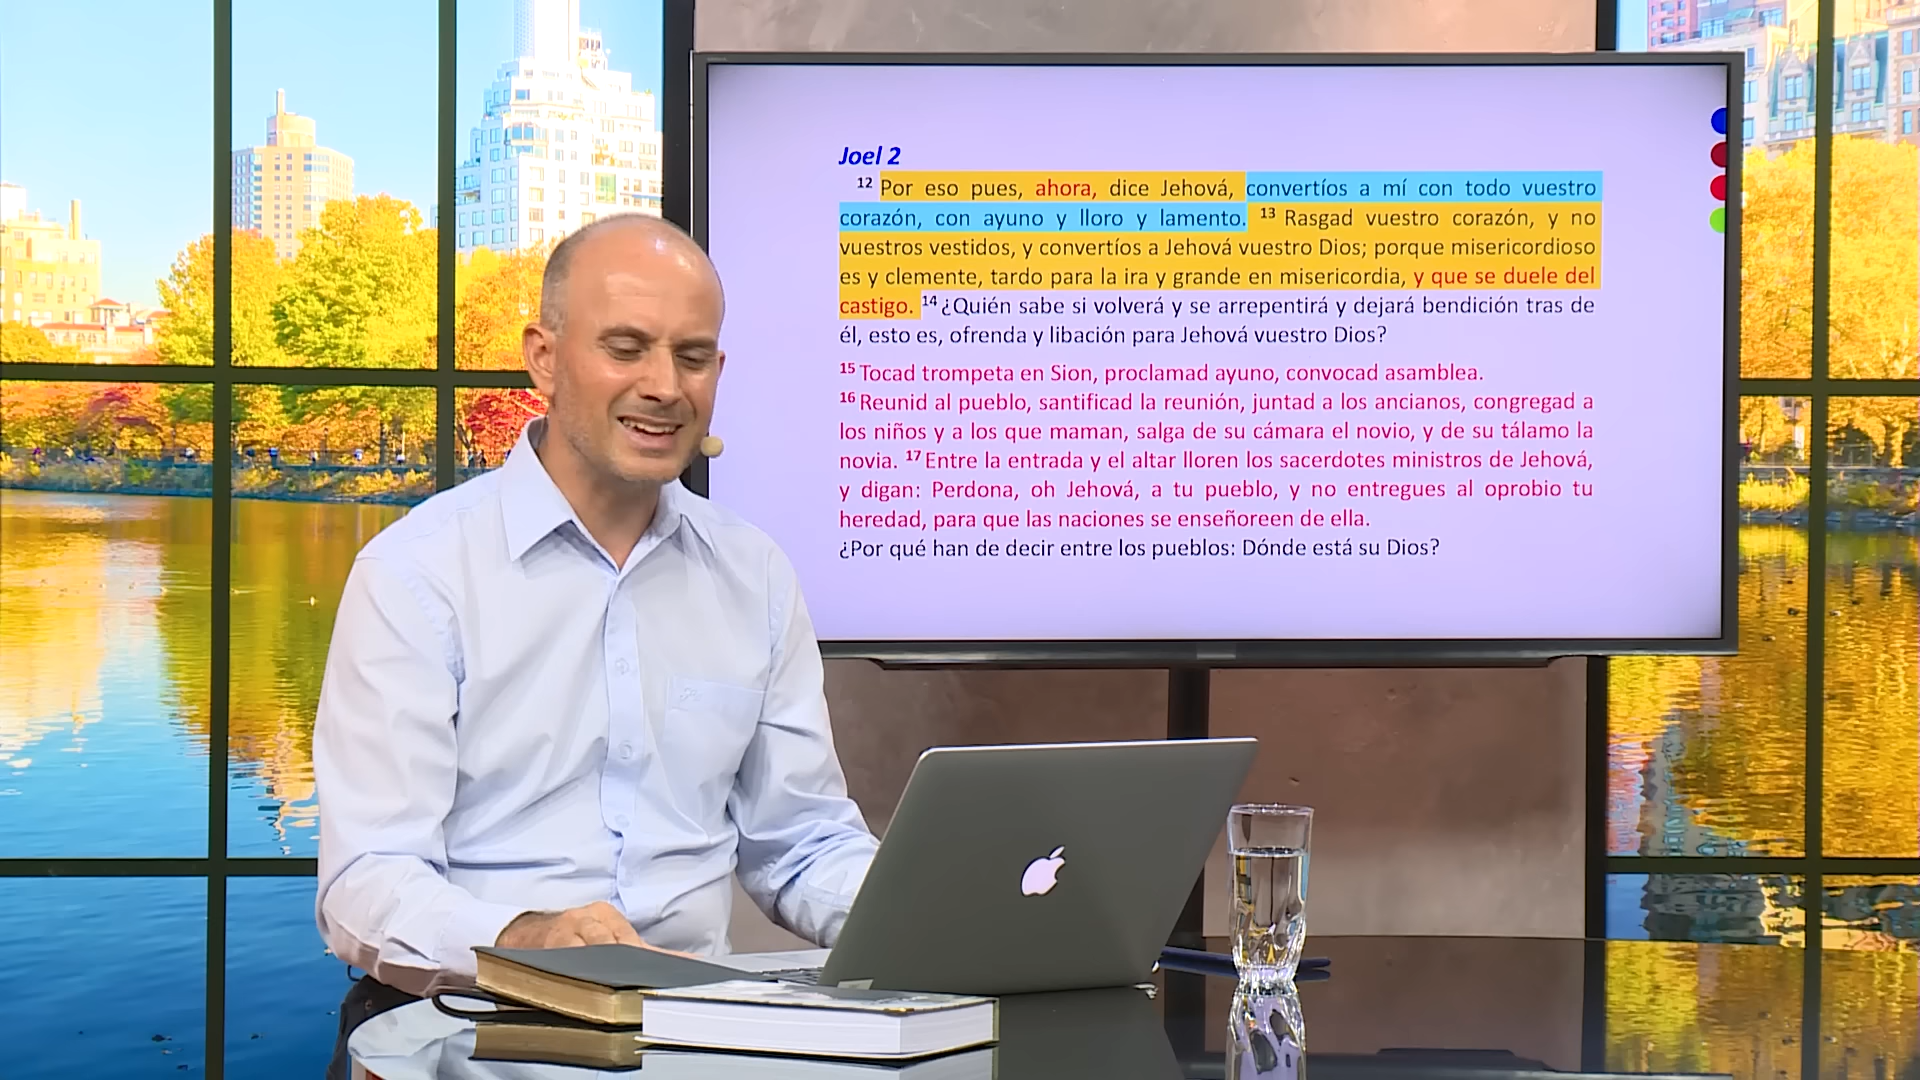 Joel 2
12 Por eso pues, ahora, dice Jehová, convertíos a mí con todo vuestro
corazón, con ayuno y lloro y lamento. 13 Rasgad vuestro corazón, y no
vuestros vestidos, y convertíos a Jehová vuestro Dios; porque misericordioso
es y clemente, tardo para la ira y grande en misericordia, y que se duele del
castigo. 14 ¿Quién sabe si volverá y se arrepentirá y dejará bendición tras de
él, esto es, ofrenda y libación para Jehová vuestro Dios?
15 Tocad trompeta en Sion, proclamad ayuno, convocad asamblea.
16 Reunid al pueblo, santificad la reunión, juntad a los ancianos, congregad a
los niños y a los que maman, salga de su cámara el novio, y de su tálamo la
novia. 17 Entre la entrada y el altar lloren los sacerdotes ministros de Jehová,
y digan: Perdona, oh Jehová, a tu pueblo, y no entregues al oprobio tu
heredad, para que las naciones se enseñoreen de ella.
¿Por qué han de decir entre los pueblos: Dónde está su Dios?